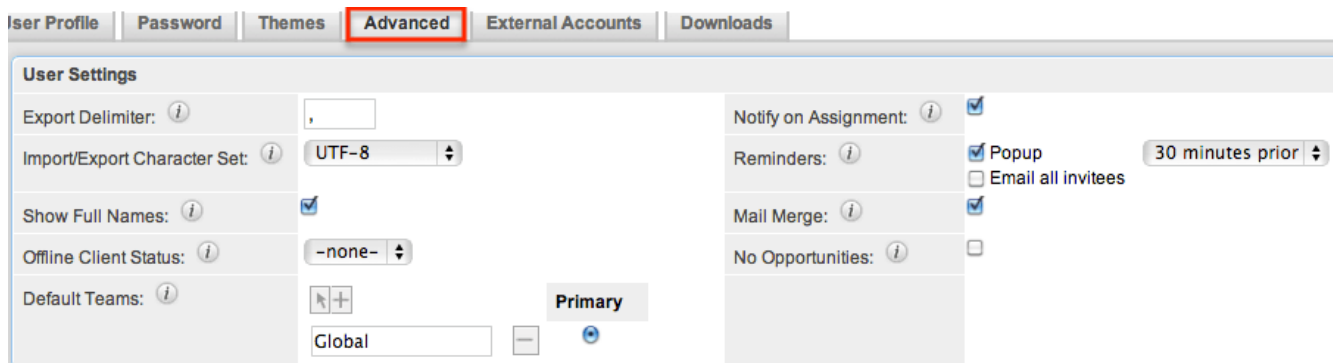 ser Profile Password Themes Advanced External Accounts Downloads
User Settings
Export Delimiter: i , Notify on Assignment: i
Import/Export Character Set: i UTF-8 Reminders: i Popup 30 minutes prior
Email all invitees
Show Full Names: i Mail Merge: i
Offline Client Status: i -none- No Opportunities: i
Default Teams: i Primary
Global